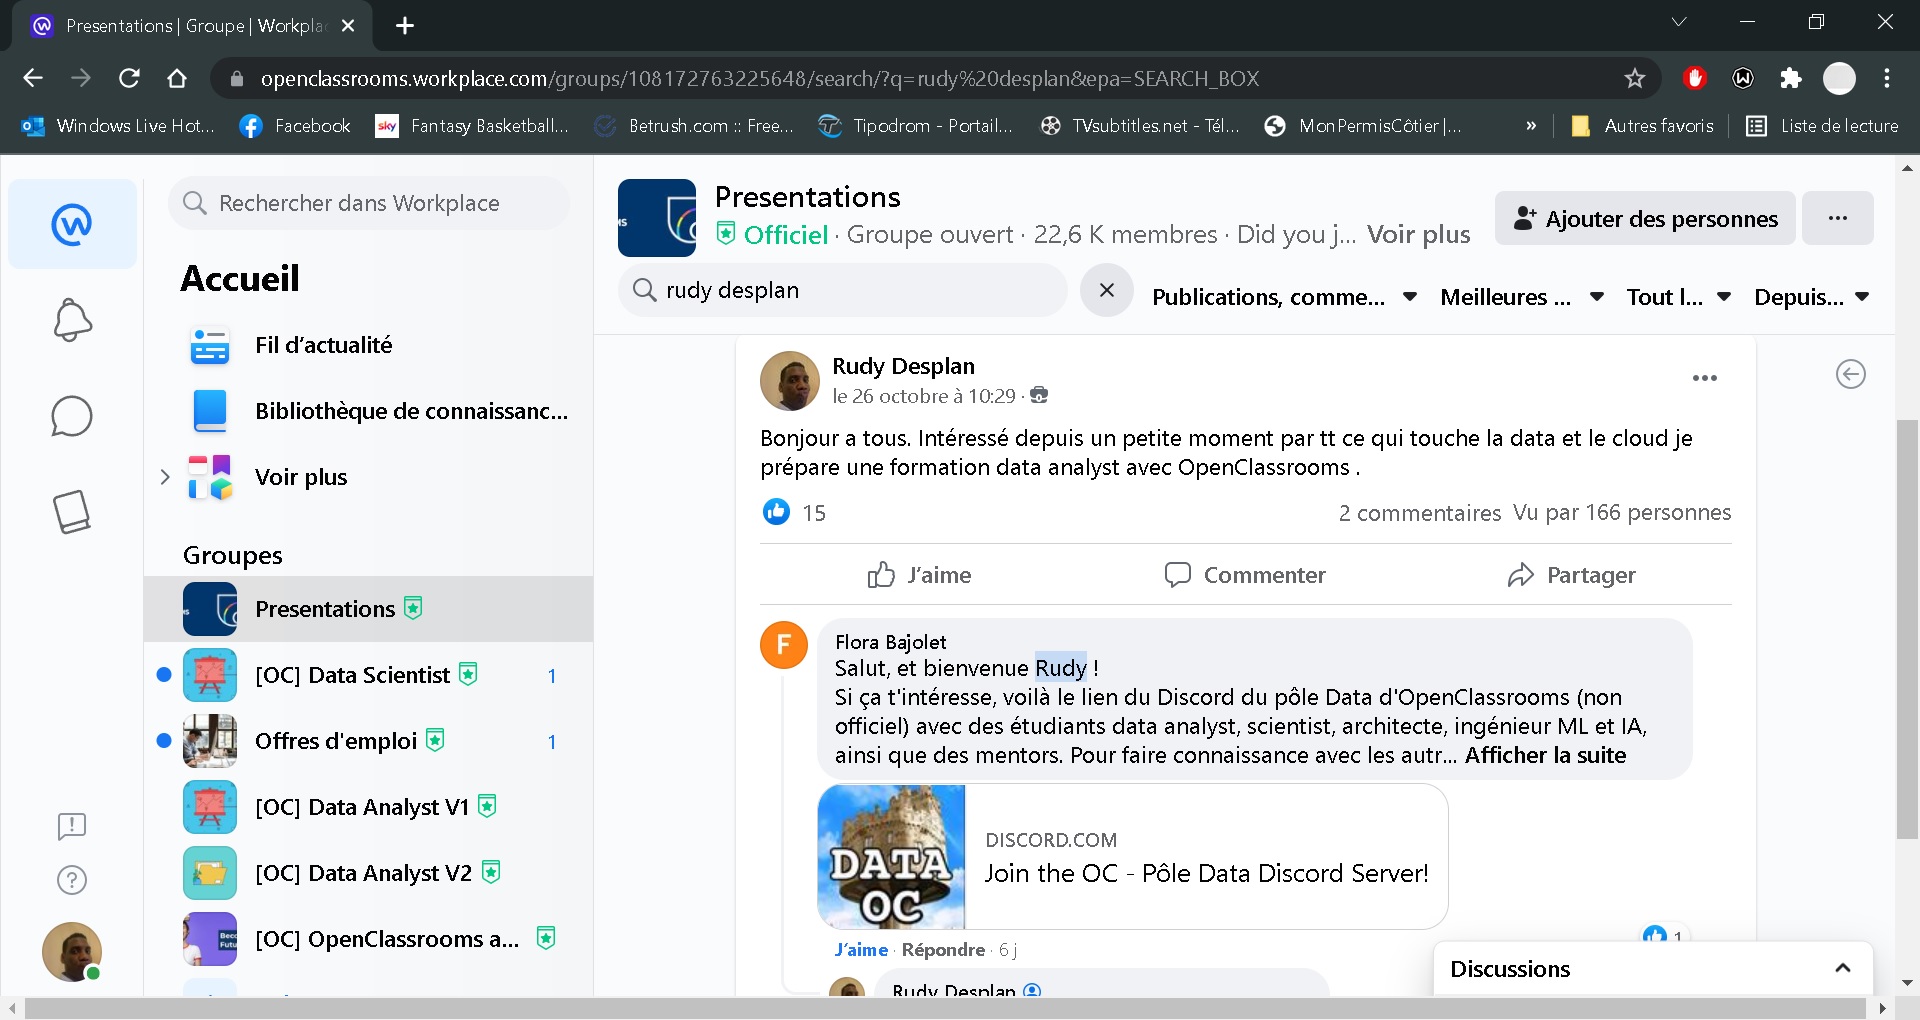 Presentations | Groupe | Workpla
openclassrooms.workplace.com/groups/108172763225648/search/?q=rudy%20desplan&epa=SEARCH_BOX
Windows Live Hot...
Facebook
sky
Fantasy Basketball...
Betrush.com :: Free...
Tipodrom - Portail...
TVsubtitles.net - Tél...
MonPermisCôtier |...
»
Autres favoris
Liste de lecture
Rechercher dans Workplace
Accueil
Fil d’actualité
Bibliothèque de connaissanc...
Voir plus
Groupes
Presentations
[OC] Data Scientist
1
Offres d'emploi
1
[OC] Data Analyst V1
[OC] Data Analyst V2
[OC] OpenClassrooms a...
Presentations
Officiel · Groupe ouvert · 22,6 K membres · Did you j... Voir plus
Ajouter des personnes
rudy desplan
Publications, comme...
Meilleures ...
Tout l...
Depuis...
Rudy Desplan
le 26 octobre à 10:29 ·
Bonjour a tous. Intéressé depuis un petite moment par tt ce qui touche la data et le cloud je
prépare une formation data analyst avec OpenClassrooms .
15
2 commentaires Vu par 166 personnes
J’aime
Commenter
Partager
F
Flora Bajolet
Salut, et bienvenue Rudy !
Si ça t'intéresse, voilà le lien du Discord du pôle Data d'OpenClassrooms (non
officiel) avec des étudiants data analyst, scientist, architecte, ingénieur ML et IA,
ainsi que des mentors. Pour faire connaissance avec les autr... Afficher la suite
DATA
OC
DISCORD.COM
Join the OC - Pôle Data Discord Server!
J’aime · Répondre · 6 j
1
Rudy Desplan
Discussions